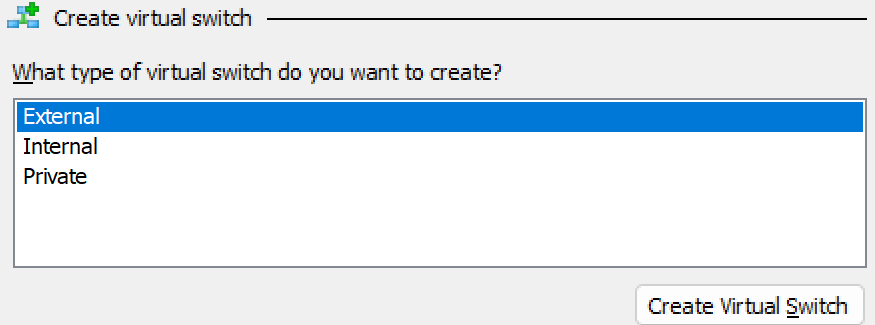 Create virtual switch
What type of virtual switch do you want to create?
External
Internal
Private
Create Virtual Switch